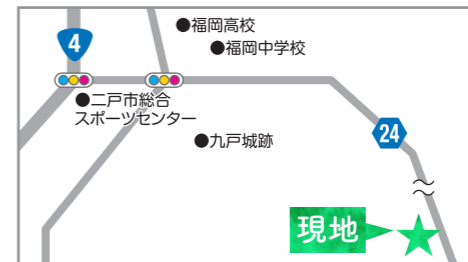 ●福岡高校
4
●福岡中学校
●二戸市総合
スポーツセンター
●九戸城跡
24
現地